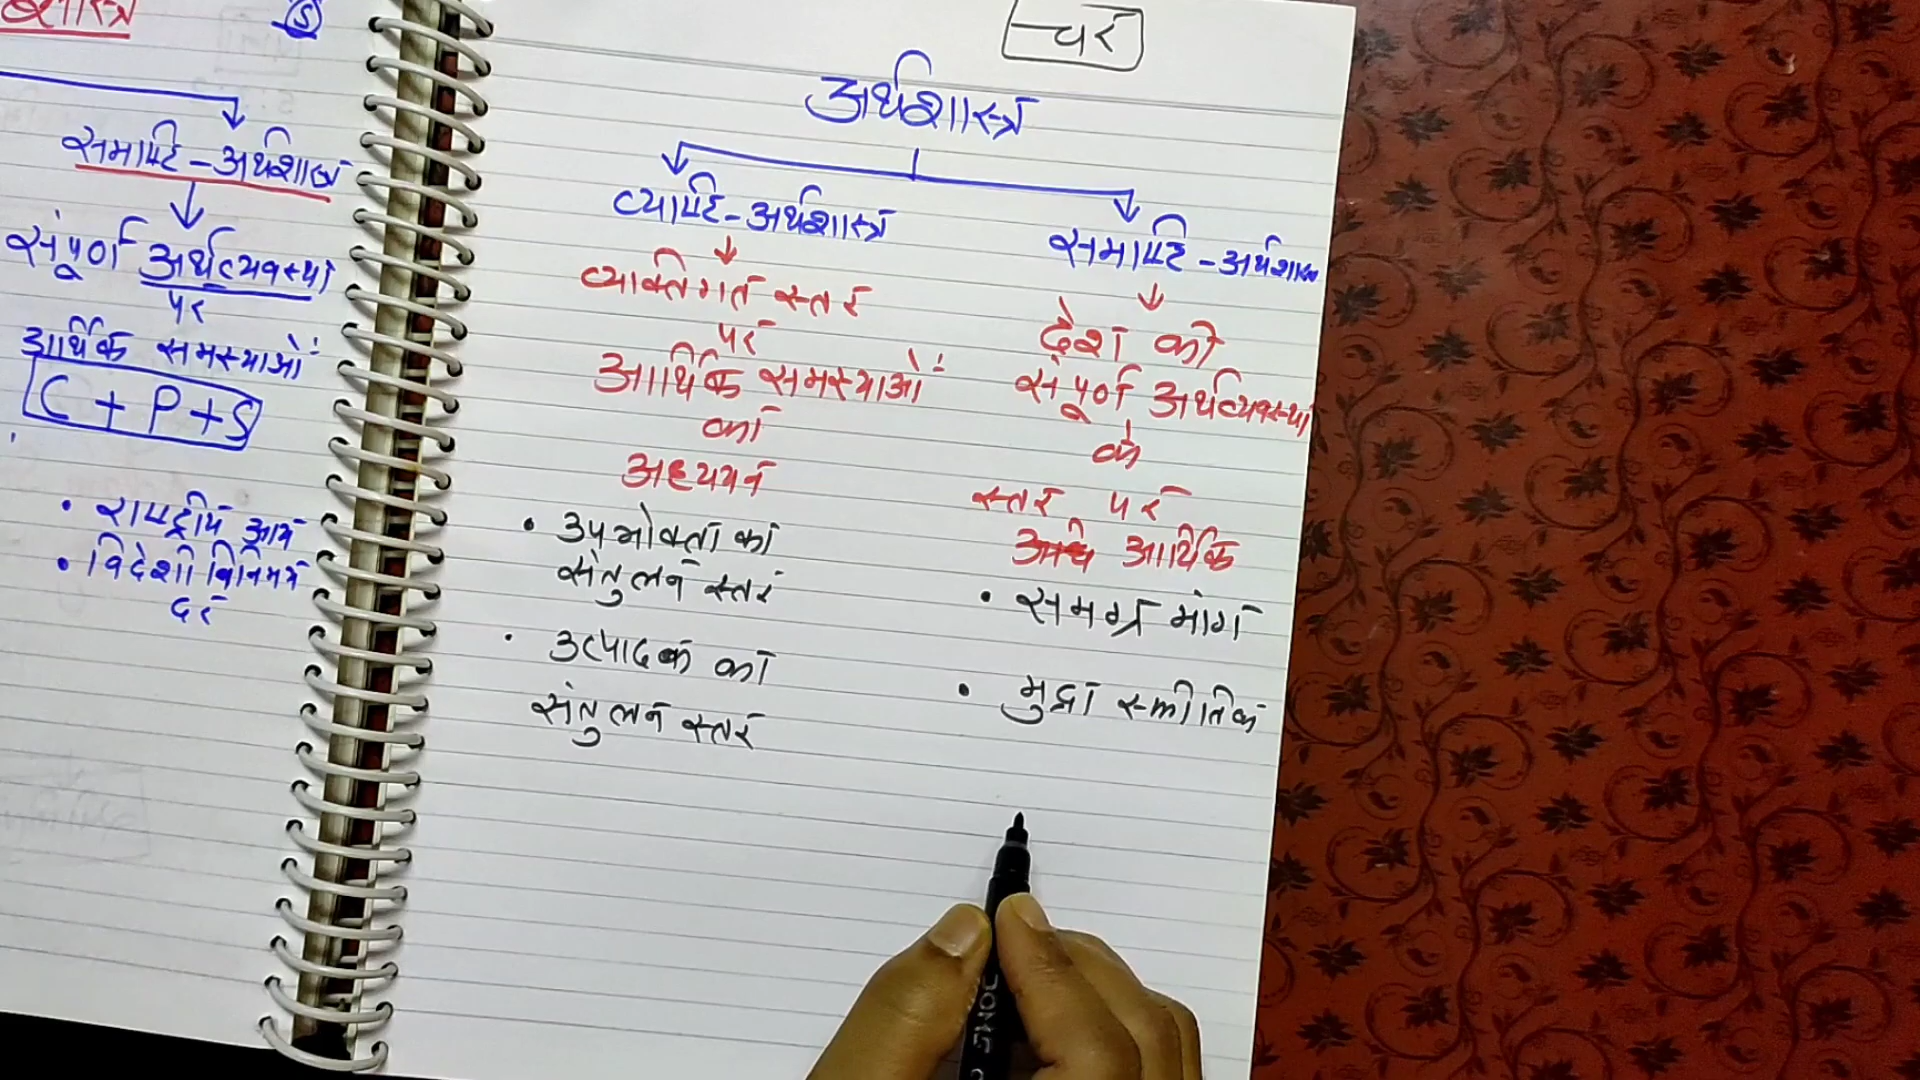 S
समष्टि-अर्थशास्त्र
संपूर्ण अर्थव्यवस्था
पर
आर्थिक समस्याओं
C + P + S
• राष्ट्रीय आय
• विदेशी विनिमय
दर
चर
अर्थशास्त्र
व्यष्टि-अर्थशास्त्र
व्यक्तिगत स्तर
पर
आर्थिक समस्याओं
का
अध्ययन
• उपभोक्ता का
संतुलन स्तर
• उत्पादक का
संतुलन स्तर
समष्टि-अर्थशास्त्र
देश की
संपूर्ण अर्थव्यवस्था
के
स्तर पर
आर्थिक
• समग्र मांग
• मुद्रा स्फीति क
DOMS